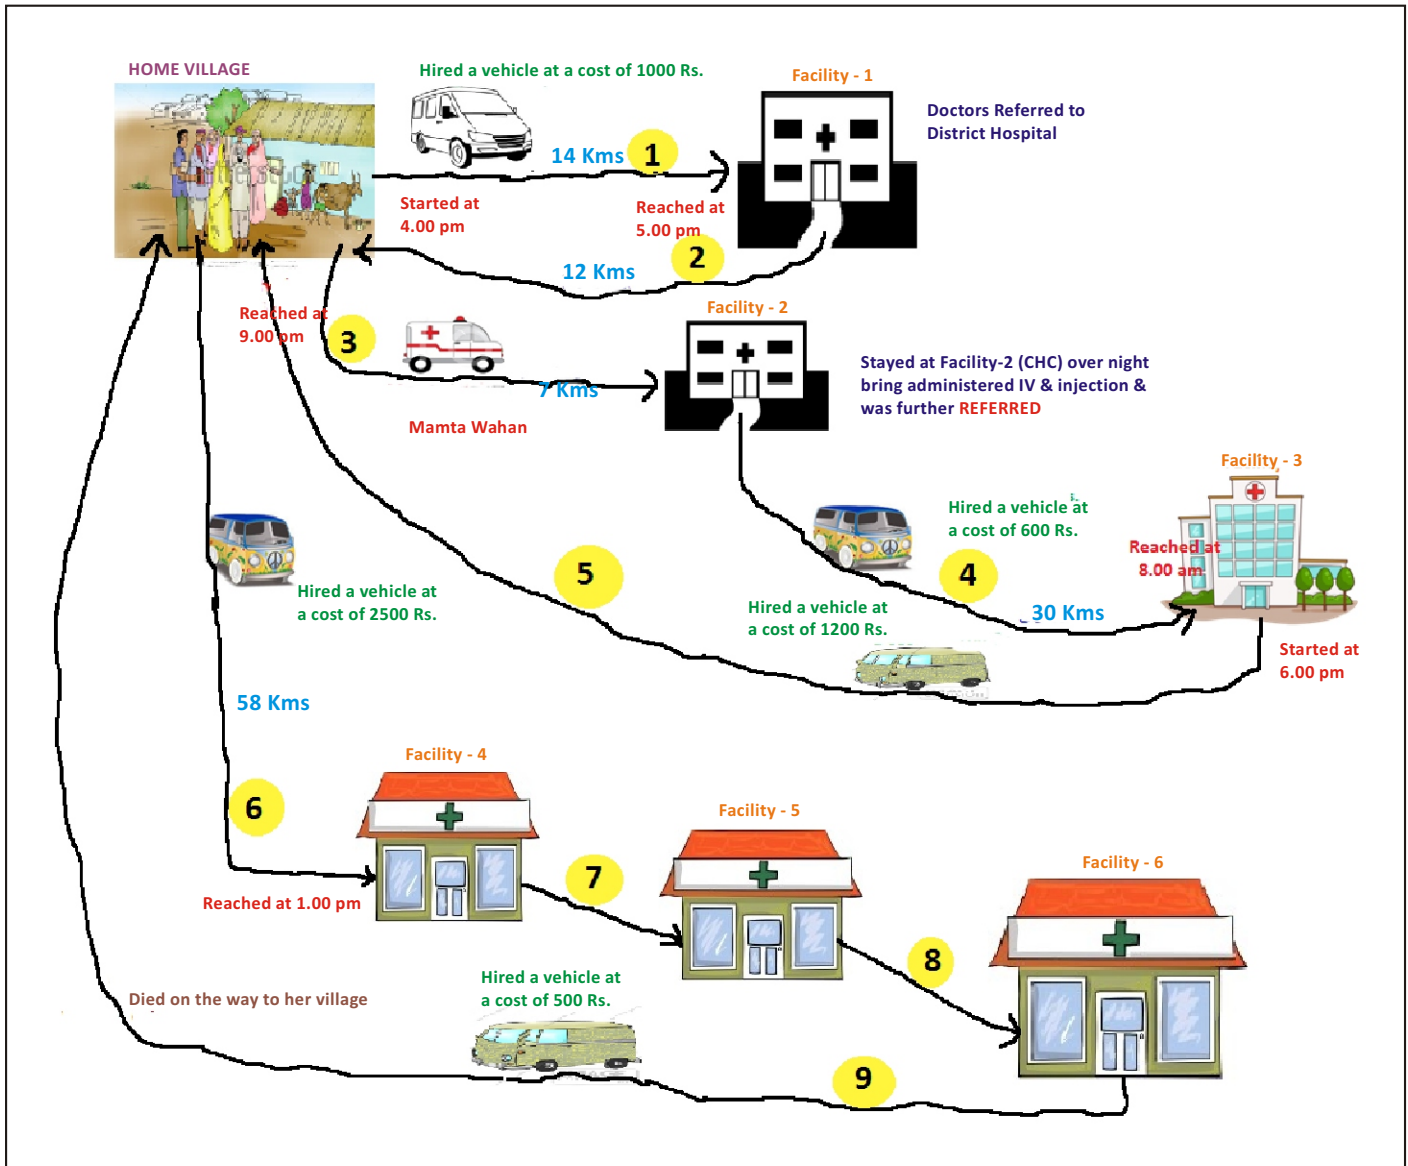 HOME VILLAGE
Hired a vehicle at a cost of 1000 Rs.
Facility - 1
Doctors Referred to
District Hospital
14 Kms
1
Started at
4.00 pm
Reached at
5.00 pm
2
12 Kms
Reached at
9.00 pm
3
Facility - 2
7 Kms
Mamta Wahan
Stayed at Facility-2 (CHC) over night
bring administered IV & injection &
was further REFERRED
Facility - 3
Hired a vehicle at
a cost of 600 Rs.
Reached at
8.00 am
4
30 Kms
5
Hired a vehicle at
a cost of 1200 Rs.
Started at
6.00 pm
Hired a vehicle at
a cost of 2500 Rs.
58 Kms
6
Facility - 4
Reached at 1.00 pm
7
Facility - 5
8
Facility - 6
Hired a vehicle at
a cost of 500 Rs.
Died on the way to her village
9